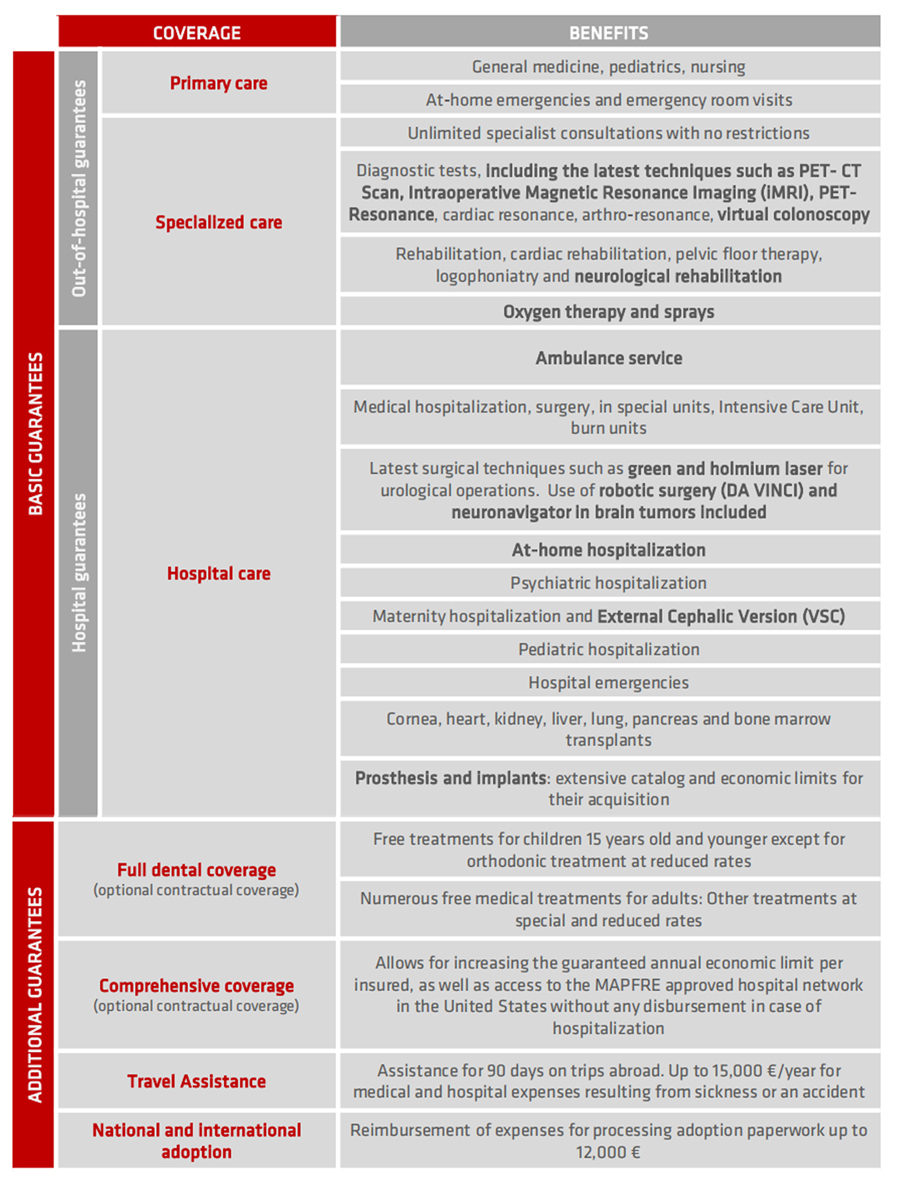 COVERAGE
BENEFITS
BASIC GUARANTEES
Out-of-hospital guarantees
Primary care
General medicine, pediatrics, nursing
At-home emergencies and emergency room visits
Specialized care
Unlimited specialist consultations with no restrictions
Diagnostic tests, including the latest techniques such as PET- CT
Scan, Intraoperative Magnetic Resonance Imaging (iMRI), PET-
Resonance, cardiac resonance, arthro-resonance, virtual colonoscopy
Rehabilitation, cardiac rehabilitation, pelvic floor therapy,
logophoniatry and neurological rehabilitation
Oxygen therapy and sprays
Hospital guarantees
Hospital care
Ambulance service
Medical hospitalization, surgery, in special units, Intensive Care Unit,
burn units
Latest surgical techniques such as green and holmium laser for
urological operations. Use of robotic surgery (DA VINCI) and
neuronavigator in brain tumors included
At-home hospitalization
Psychiatric hospitalization
Maternity hospitalization and External Cephalic Version (VSC)
Pediatric hospitalization
Hospital emergencies
Cornea, heart, kidney, liver, lung, pancreas and bone marrow
transplants
Prosthesis and implants: extensive catalog and economic limits for
their acquisition
ADDITIONAL GUARANTEES
Full dental coverage
(optional contractual coverage)
Free treatments for children 15 years old and younger except for
orthodonic treatment at reduced rates
Numerous free medical treatments for adults: Other treatments at
special and reduced rates
Comprehensive coverage
(optional contractual coverage)
Allows for increasing the guaranteed annual economic limit per
insured, as well as access to the MAPFRE approved hospital network
in the United States without any disbursement in case of
hospitalization
Travel Assistance
Assistance for 90 days on trips abroad. Up to 15,000 €/year for
medical and hospital expenses resulting from sickness or an accident
National and international
adoption
Reimbursement of expenses for processing adoption paperwork up to
12,000 €